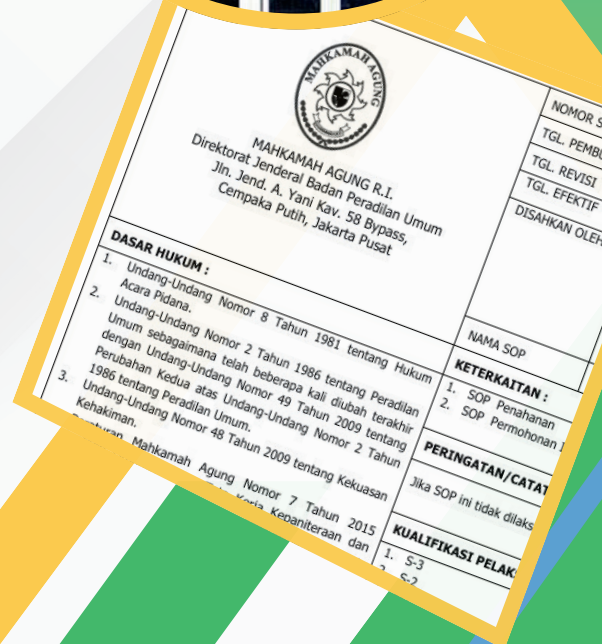 MAHKAMAH AGUNG
MAHKAMAH AGUNG R.I.
Direktorat Jenderal Badan Peradilan Umum
Jln. Jend. A. Yani Kav. 58 Bypass,
Cempaka Putih, Jakarta Pusat
NOMOR S
TGL. PEMBU
TGL. REVISI
TGL. EFEKTIF
DISAHKAN OLEH
NAMA SOP
DASAR HUKUM :
1. Undang-Undang Nomor 8 Tahun 1981 tentang Hukum
Acara Pidana.
2. Undang-Undang Nomor 2 Tahun 1986 tentang Peradilan
Umum sebagaimana telah beberapa kali diubah terakhir
dengan Undang-Undang Nomor 49 Tahun 2009 tentang
Perubahan Kedua atas Undang-Undang Nomor 2 Tahun
1986 tentang Peradilan Umum.
3. Undang-Undang Nomor 48 Tahun 2009 tentang Kekuasan
Kehakiman.
Mahkamah Agung Nomor 7 Tahun 2015
Kerja Kepaniteraan dan
KETERKAITAN :
1. SOP Penahanan
2. SOP Permohonan
PERINGATAN/CATAT
Jika SOP ini tidak dilaks
KUALIFIKASI PELAK
1. S-3
2. S-2